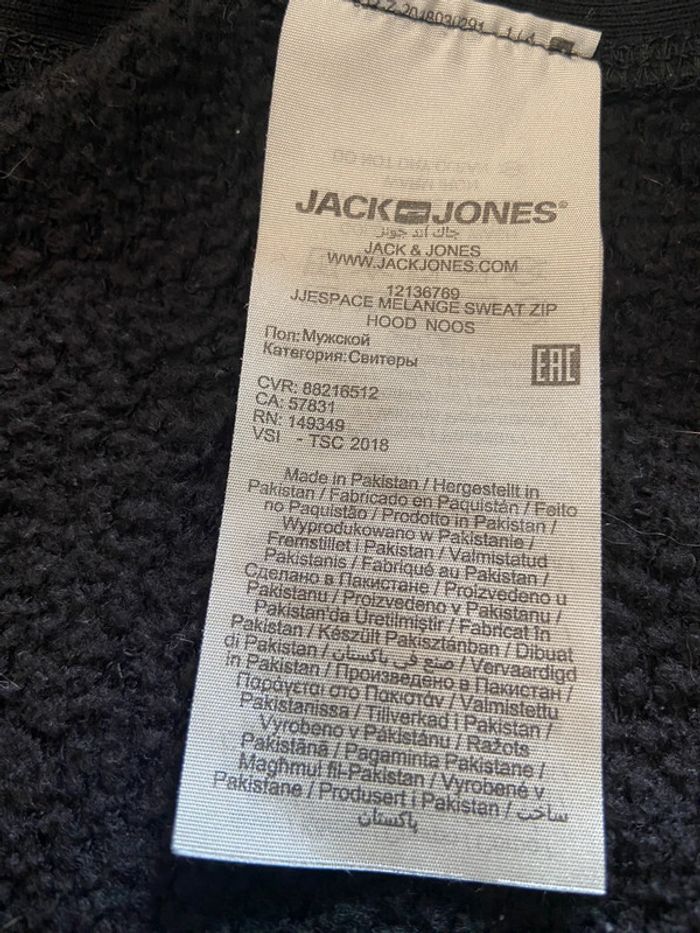 JACK JONES®
جاك آند جونز
JACK & JONES
WWW.JACKJONES.COM
12136769
JJESPACE MELANGE SWEAT ZIP
HOOD NOOS
Пол:Мужской
Категория:Свитеры
EAC
CVR: 88216512
CA: 57831
RN: 149349
VSI - TSC 2018
Made in Pakistan / Hergestellt in
Pakistan / Fabricado en Paquistán / Feito
no Paquistão / Prodotto in Pakistan /
Wyprodukowano w Pakistanie /
Fremstillet i Pakistan / Valmistatud
Pakistanis / Fabriqué au Pakistan /
Сделано в Пакистане / Proizvedeno u
Pakistanu / Proizvedeno v Pakistanu /
Pakistan'da Üretilmistir / Fabricat în
Pakistan / Készült Pakisztánban / Dibuat
di Pakistan / صنع في باكستان / Vervaardigd
in Pakistan / Произведено в Пакистан /
Παράγεται στο Πακιστάν / Valmistettu
Pakistanissa / Tillverkad i Pakistan /
Vyrobeno v Pákistánu / Ražots
Pakistānā / Pagaminta Pakistane /
Magħmul fil-Pakistan / Vyrobené v
Pakistane / Produsert i Pakistan / ساخت
پاکستان